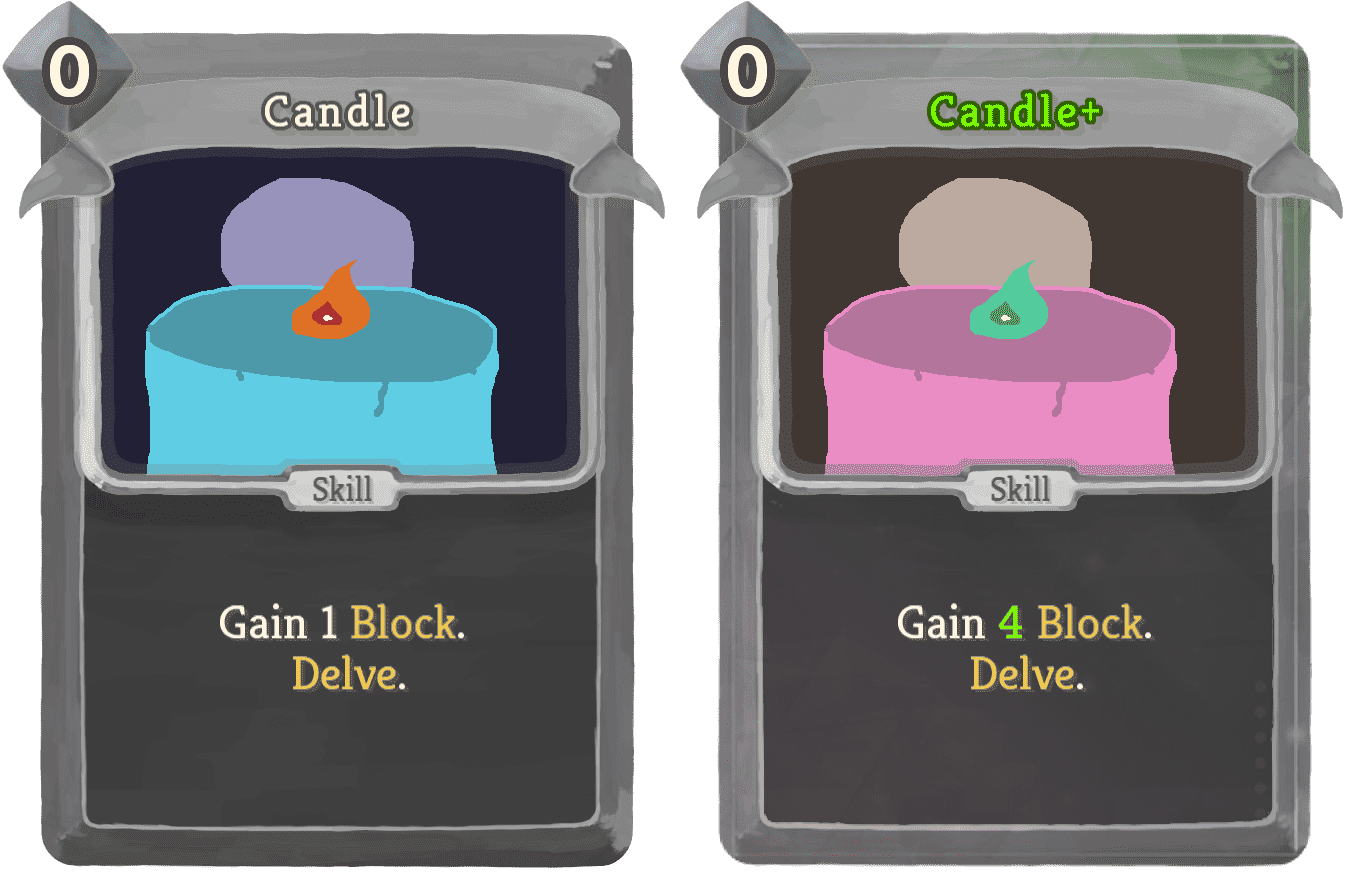 0
Candle
Skill
Gain 1 Block.
Delve.
0
Candle+
Skill
Gain 4 Block.
Delve.